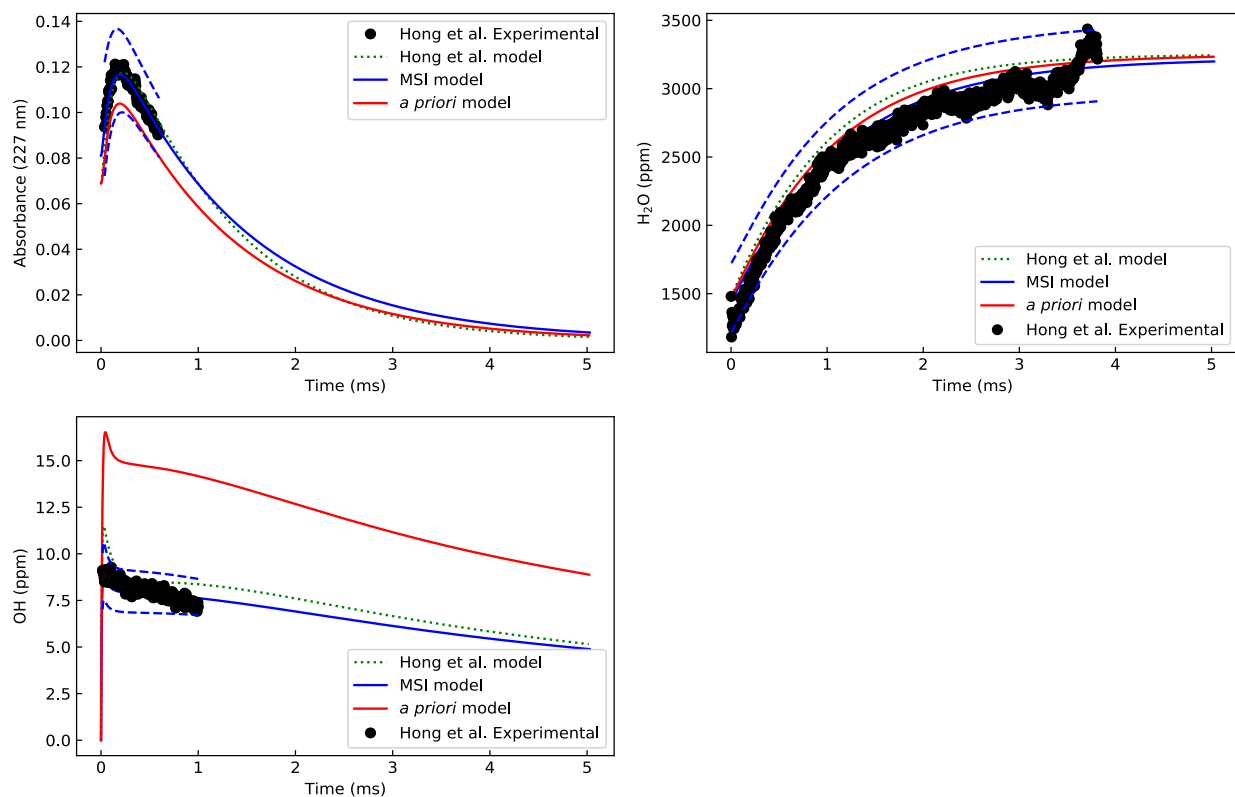 0.14
0.12
0.10
0.08
0.06
0.04
0.02
0.00
Absorbance (227 nm)
0
1
2
3
4
5
Time (ms)
Hong et al. Experimental
Hong et al. model
MSI model
a priori model
3500
3000
2500
2000
1500
H₂O (ppm)
0
1
2
3
4
5
Time (ms)
Hong et al. model
MSI model
a priori model
Hong et al. Experimental
15.0
12.5
10.0
7.5
5.0
2.5
0.0
OH (ppm)
0
1
2
3
4
5
Time (ms)
Hong et al. model
MSI model
a priori model
Hong et al. Experimental